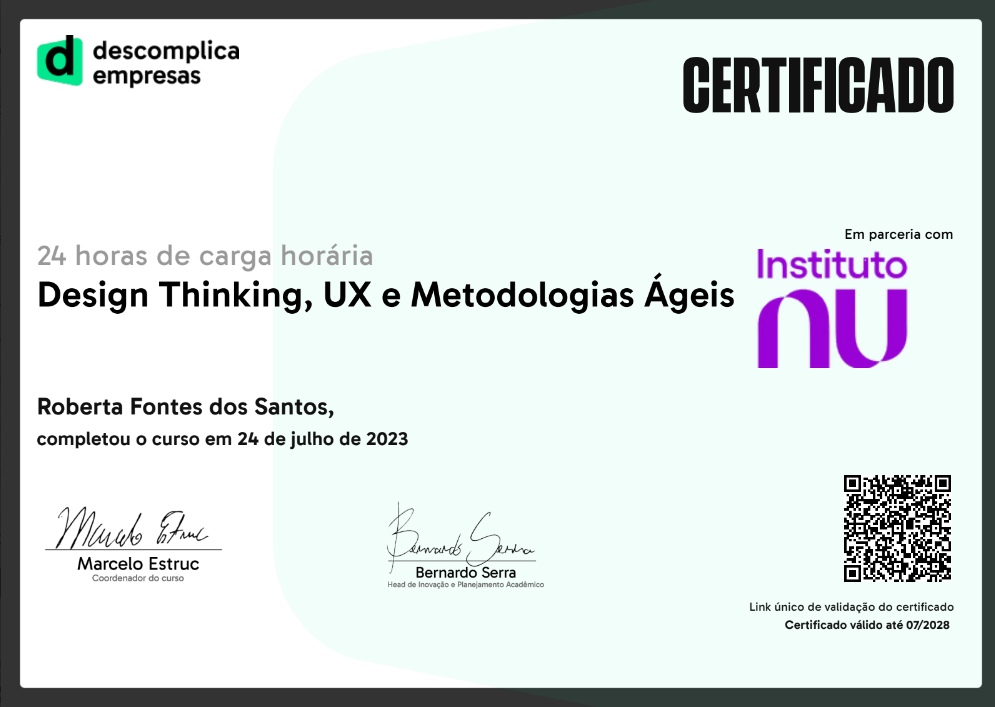 descomplica
empresas
CERTIFICADO
24 horas de carga horária
Design Thinking, UX e Metodologias Ágeis
Em parceria com
Instituto
nu
Roberta Fontes dos Santos,
completou o curso em 24 de julho de 2023
Marcelo Estruc
Marcelo Estruc
Coordenador do curso
Bernardo Serra
Bernardo Serra
Head de Inovação e Planejamento Acadêmico
Link único de validação do certificado
Certificado válido até 07/2028